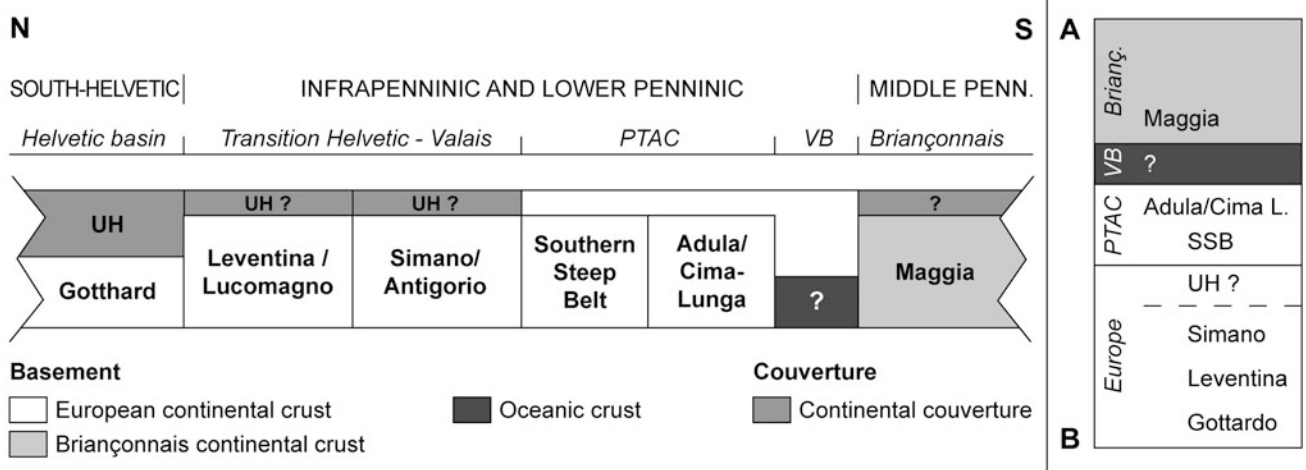 N
S
SOUTH-HELVETIC
INFRAPENNINIC AND LOWER PENNINIC
MIDDLE PENN.
Helvetic basin
Transition Helvetic - Valais
PTAC
VB
Briançonnais
UH
UH ?
UH ?
?
Gotthard
Leventina /
Lucomagno
Simano/
Antigorio
Southern
Steep
Belt
Adula/
Cima-
Lunga
?
Maggia
Basement
European continental crust
Briançonnais continental crust
Oceanic crust
Couverture
Continental couverture
A
Brianç.
Maggia
VB
?
PTAC
Adula/Cima L.
SSB
Europe
UH ?
Simano
Leventina
Gottardo
B